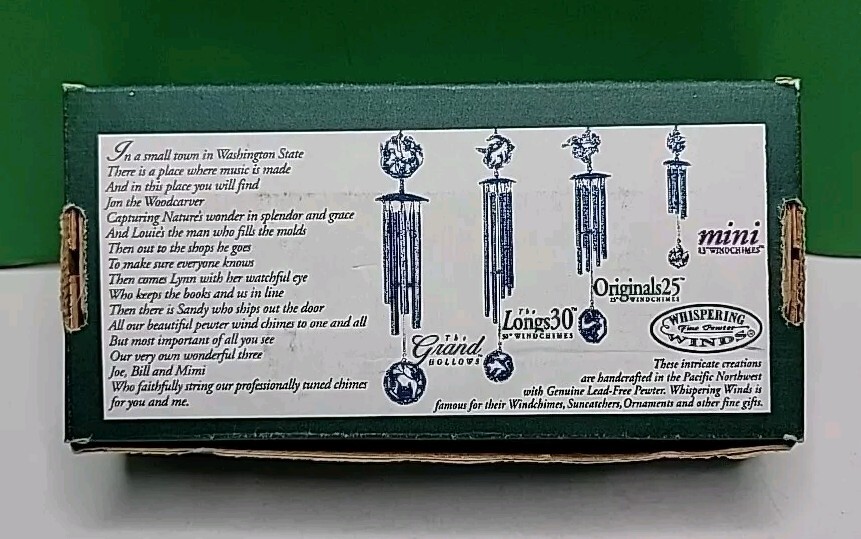 In a small town in Washington State
There is a place where music is made
And in this place you will find
Jon the Woodcarver
Capturing Nature's wonder in splendor and grace
And Louie's the man who fills the molds
Then out to the shops he goes
To make sure everyone knows
Then comes Lynn with her watchful eye
Who keeps the books and us in line
Then there is Sandy who ships out the door
All our beautiful pewter wind chimes to one and all
But most important of all you see
Our very own wonderful three
Joe, Bill and Mimi
Who faithfully string our professionally tuned chimes
for you and me.
The
Grand
HOLLOWS™
The
Longs30™
30" WINDCHIMES
Originals25™
25" WINDCHIMES
mini
WINDCHIMES™
WHISPERING
Fine Pewter
WINDS®
These intricate creations
are handcrafted in the Pacific Northwest
with Genuine Lead-Free Pewter. Whispering Winds is
famous for their Windchimes, Suncatchers, Ornaments and other fine gifts.